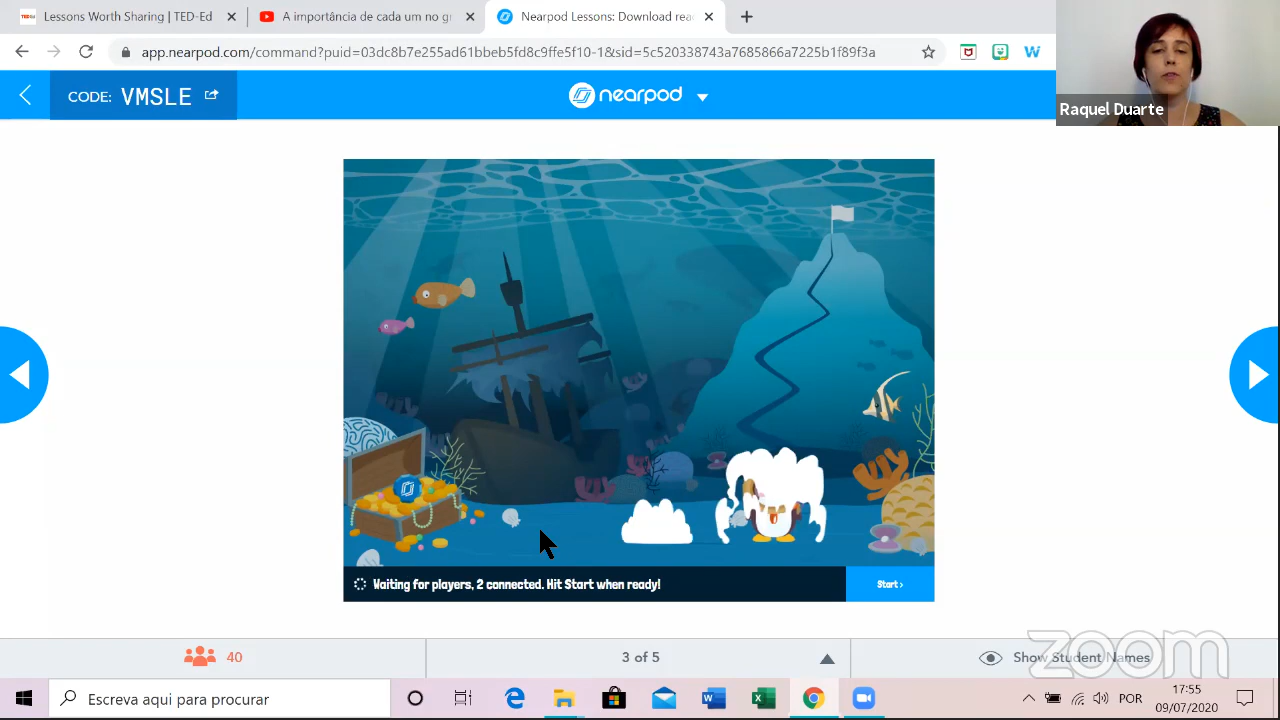 TED Ed Lessons Worth Sharing | TED-Ed
A importância de cada um no gr
Nearpod Lessons: Download rea
app.nearpod.com/command?puid=03dc8b7e255ad61bbeb5fd8c9ffe5f10-1&sid=5c520338743a7685866a7225b1f89f3a
W
CODE: VMSLE
nearpod
Raquel Duarte
Waiting for players, 2 connected. Hit Start when ready!
Start ›
40
3 of 5
Show Student Names
zoom
Escreva aqui para procurar
POR
17:55
09/07/2020